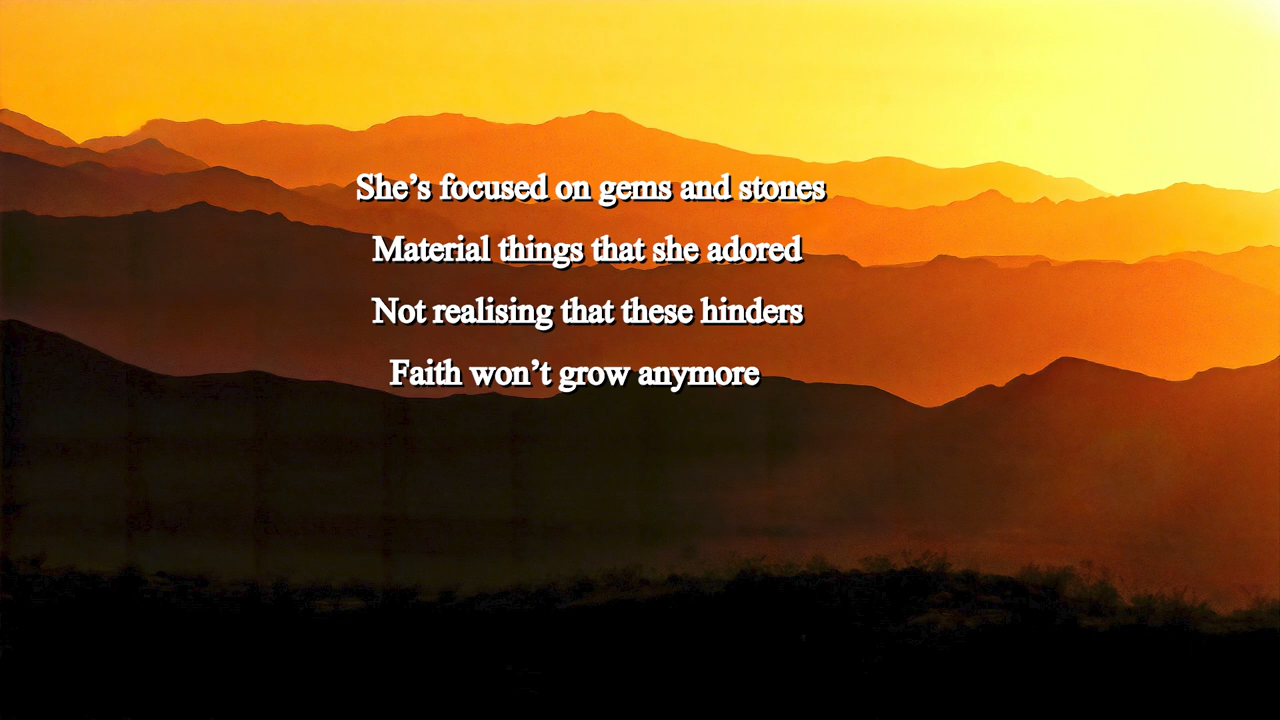 She’s focused on gems and stones
Material things that she adored
Not realising that these hinders
Faith won’t grow anymore